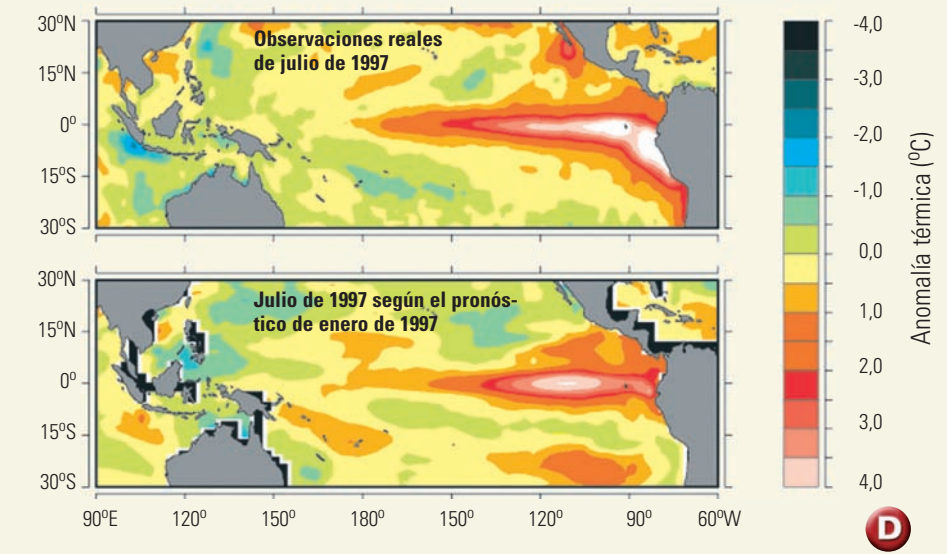 30ºN
15ºN
0º
15ºS
30ºS
Observaciones reales
de julio de 1997
30ºN
15ºN
0º
15ºS
30ºS
Julio de 1997 según el pronós-
tico de enero de 1997
90ºE 120º 150º 180º 150º 120º 90º 60ºW
-4,0
-3,0
-2,0
-1,0
0,0
1,0
2,0
3,0
4,0
Anomalía térmica (ºC)
D